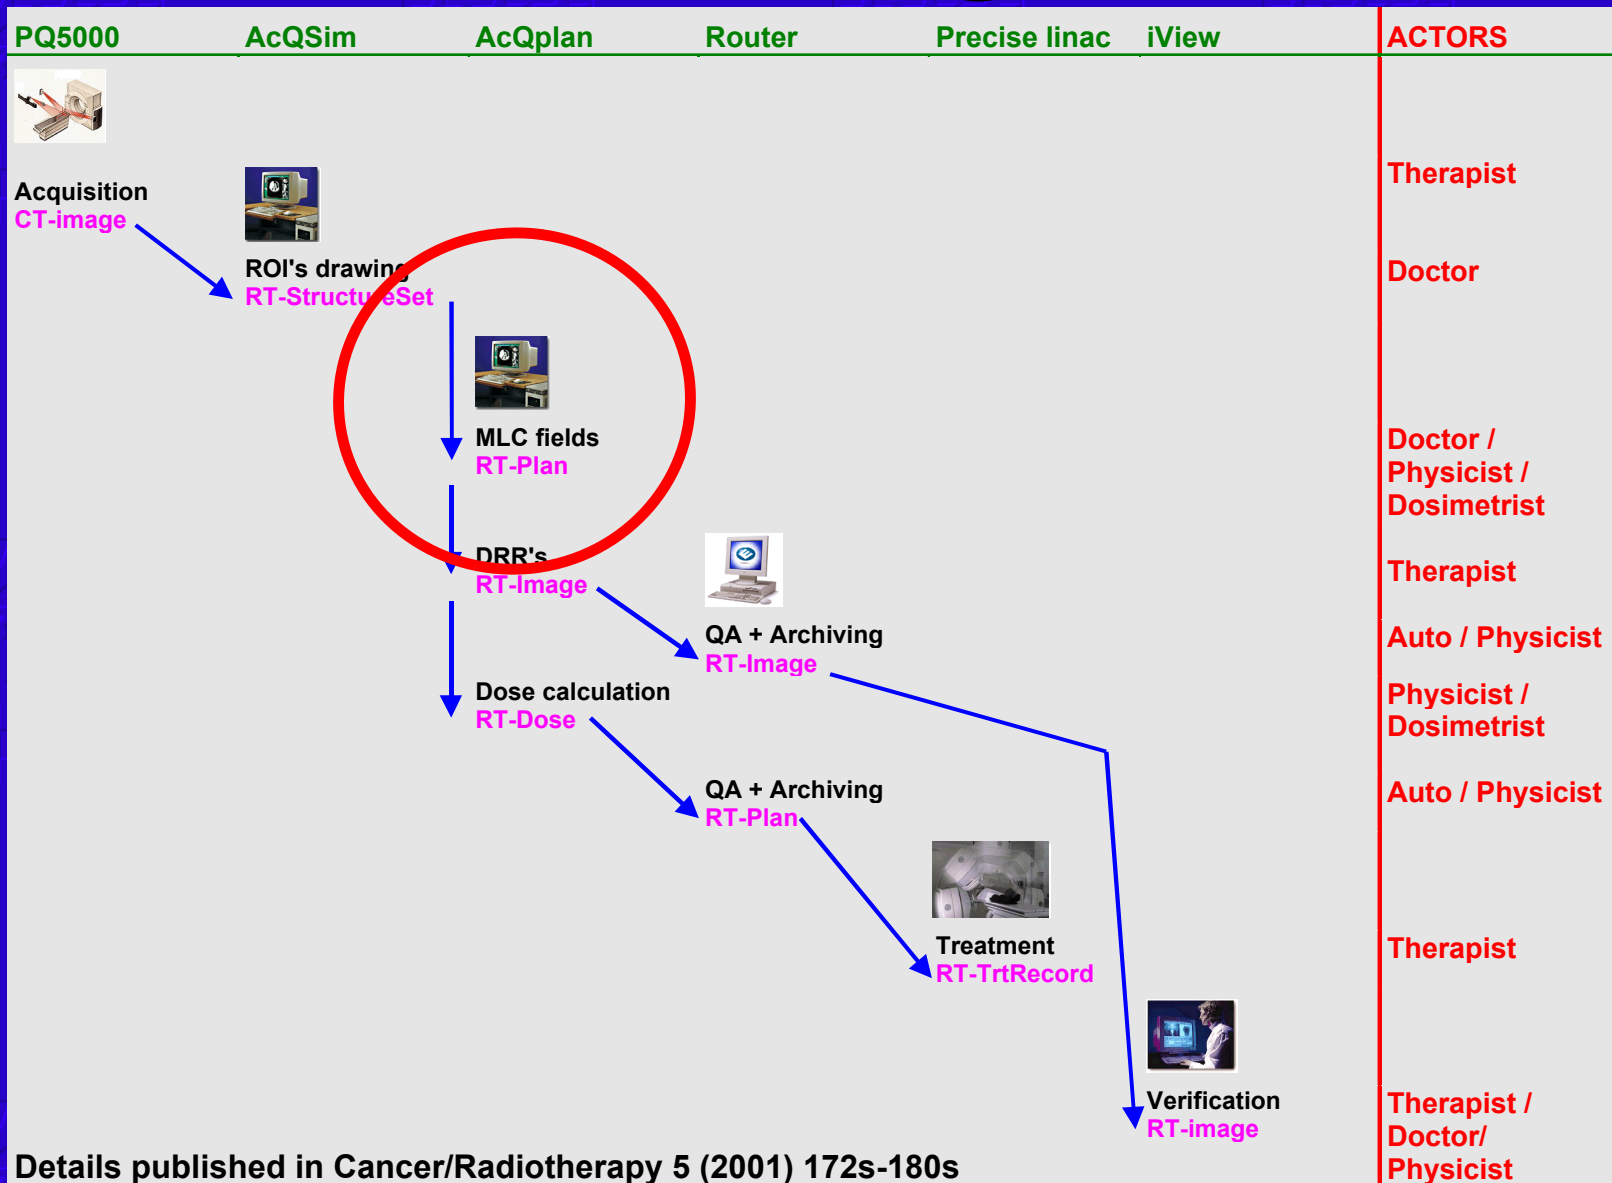 PQ5000 AcQSim AcQplan Router Precise linac iView ACTORS
Acquisition
CT-image
Therapist
ROI's drawing
RT-StructureSet
Doctor
MLC fields
RT-Plan
Doctor /
Physicist /
Dosimetrist
DRR's
RT-Image
Therapist
QA + Archiving
RT-Image
Auto / Physicist
Dose calculation
RT-Dose
Physicist /
Dosimetrist
QA + Archiving
RT-Plan
Auto / Physicist
Treatment
RT-TrtRecord
Therapist
Verification
RT-image
Therapist /
Doctor/
Physicist
Details published in Cancer/Radiotherapy 5 (2001) 172s-180s